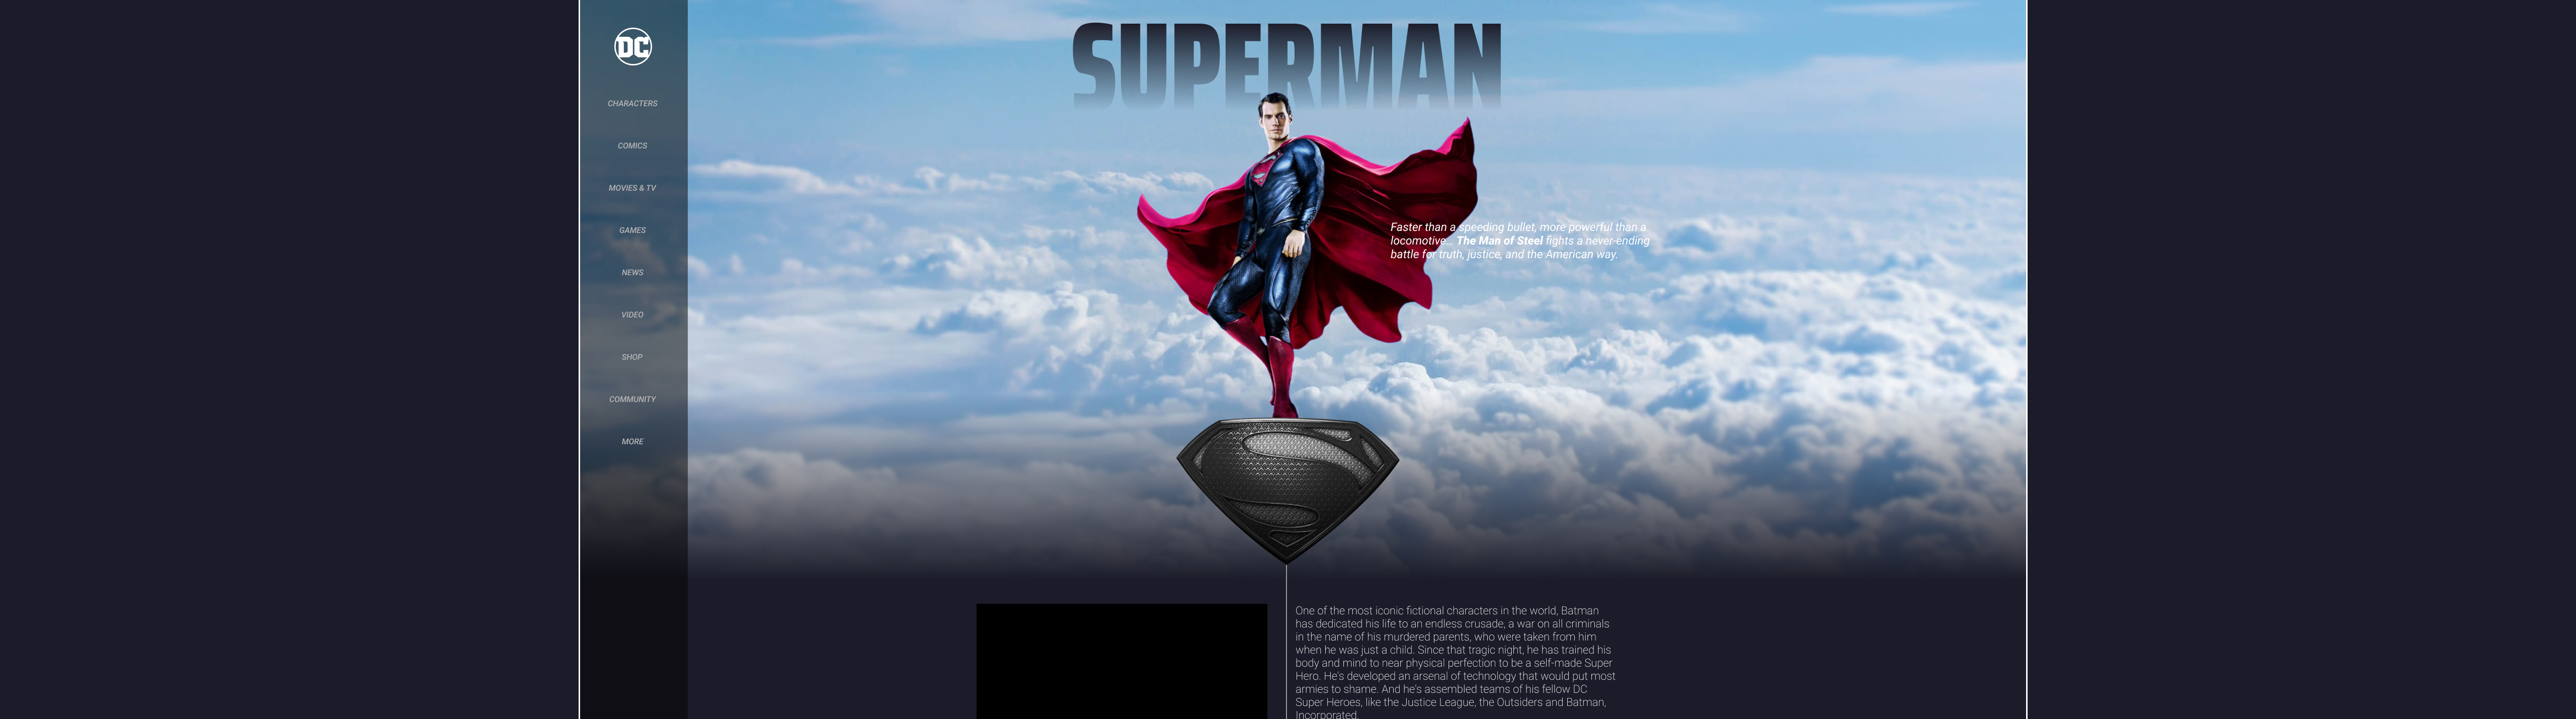 DC
CHARACTERS
COMICS
MOVIES & TV
GAMES
NEWS
VIDEO
SHOP
COMMUNITY
MORE
SUPERMAN
Faster than a speeding bullet, more powerful than a
locomotive... The Man of Steel fights a never-ending
battle for truth, justice, and the American way.
One of the most iconic fictional characters in the world, Batman
has dedicated his life to an endless crusade, a war on all criminals
in the name of his murdered parents, who were taken from him
when he was just a child. Since that tragic night, he has trained his
body and mind to near physical perfection to be a self-made Super
Hero. He's developed an arsenal of technology that would put most
armies to shame. And he's assembled teams of his fellow DC
Super Heroes, like the Justice League, the Outsiders and Batman,
Incorporated.